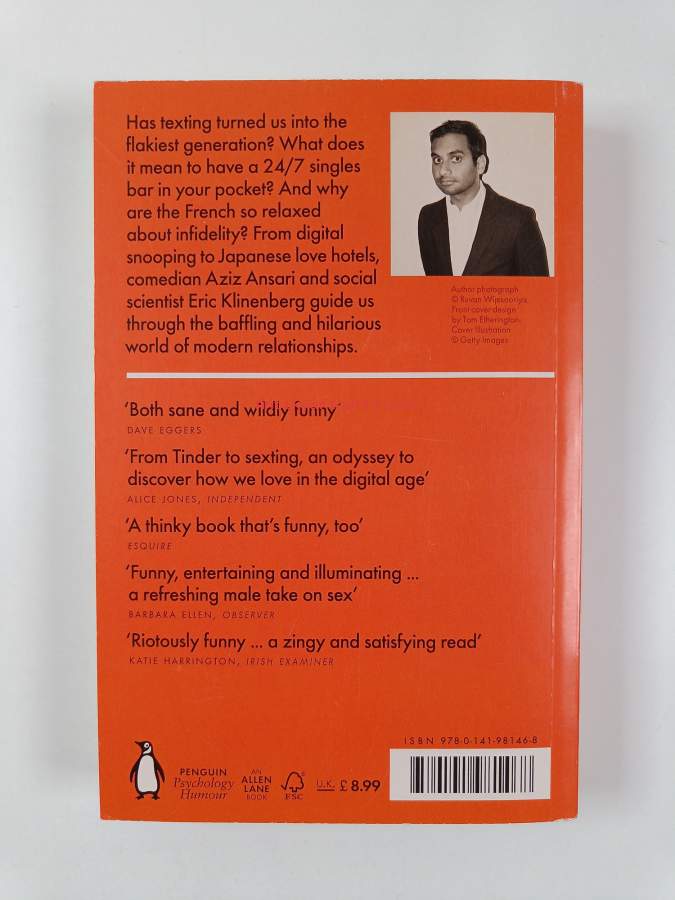 Has texting turned us into the
flakiest generation? What does
it mean to have a 24/7 singles
bar in your pocket? And why
are the French so relaxed
about infidelity? From digital
snooping to Japanese love hotels,
comedian Aziz Ansari and social
scientist Eric Klinenberg guide us
through the baffling and hilarious
world of modern relationships.
Author photograph
© Ruvan Wijesooriya
Front cover design
by Tom Etherington
Cover Illustration
© Getty Images
‘Both sane and wildly funny’
DAVE EGGERS
‘From Tinder to sexting, an odyssey to
discover how we love in the digital age’
ALICE JONES, INDEPENDENT
‘A thinky book that’s funny, too’
ESQUIRE
‘Funny, entertaining and illuminating ...
a refreshing male take on sex’
BARBARA ELLEN, OBSERVER
‘Riotously funny ... a zingy and satisfying read’
KATIE HARRINGTON, IRISH EXAMINER
ISBN 978-0-141-98146-8
PENGUIN
Psychology
Humour
AN
ALLEN
LANE
BOOK
FSC
U.K. £ 8.99